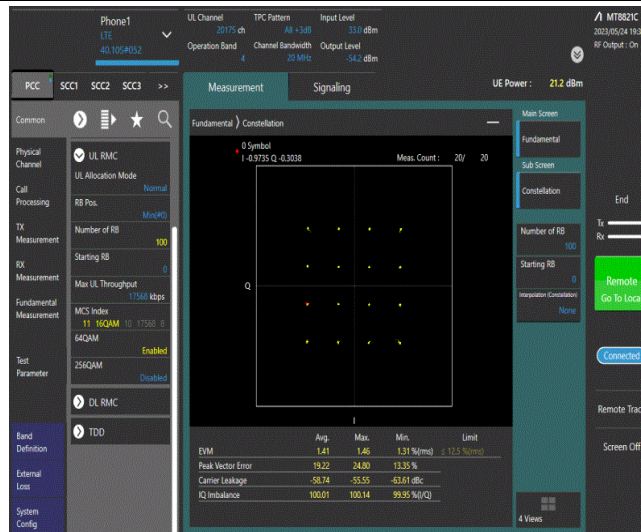 Phone1
LTE
40.105#052
UL Channel
20175 ch
TPC Pattern
All +3dB
Input Level
33.0 dBm
Operation Band
4
Channel Bandwidth
20 MHz
Output Level
-54.2 dBm
MT8821C
2023/05/24 19:3
RF Output : On
PCC SCC1 SCC2 SCC3 >>
Measurement
Signaling
UE Power : 21.2 dBm
Common
Physical
Channel
Call
Processing
TX
Measurement
RX
Measurement
Fundamental
Measurement
Test
Parameter
Band
Definition
External
Loss
System
Config
UL RMC
UL Allocation Mode
Normal
RB Pos.
Min(#0)
Number of RB
100
Starting RB
0
Max UL Throughput
17568 kbps
MCS Index
11 16QAM 10 17568 8
64QAM
Enabled
256QAM
Disabled
DL RMC
TDD
Fundamental 〉 Constellation
0 Symbol
I -0.9735 Q -0.3038
Meas. Count : 20/ 20
Q
I
Avg. Max. Min. Limit
EVM 1.41 1.46 1.31 %(rms) ≤ 12.5 %(rms)
Peak Vector Error 19.22 24.80 13.35 %
Carrier Leakage -58.74 -55.55 -63.61 dBc
IQ Imbalance 100.01 100.14 99.95 %(I/Q)
Main Screen
Fundamental
Sub Screen
Constellation
Number of RB
100
Starting RB
0
Interpolation (Constellation)
None
4 Views
End
Tx
Rx
Remote
Go To Loca
Connected
Remote Trac
Screen Off